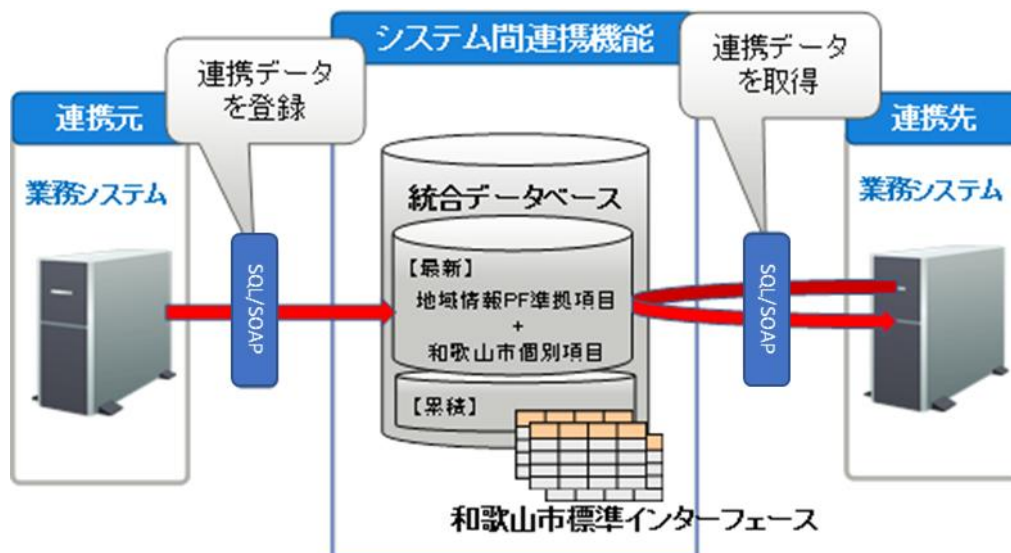 システム間連携機能
連携データ
を登録
連携データ
を取得
連携元
業務システム
SQL/SOAP
統合データベース
【最新】
地域情報PF準拠項目
+
和歌山市個別項目
【累積】
和歌山市標準インターフェース
SQL/SOAP
連携先
業務システム